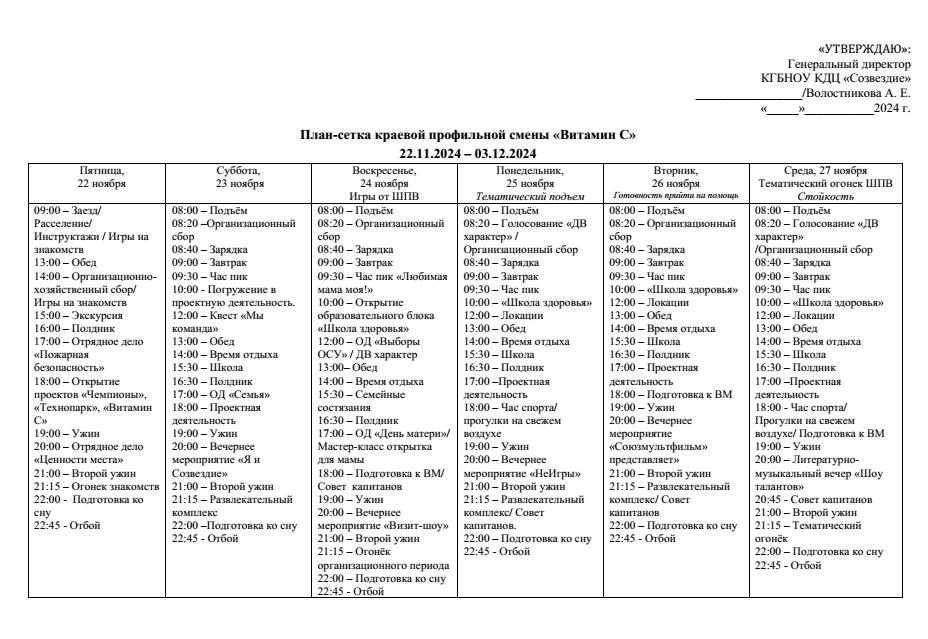 «УТВЕРЖДАЮ»:
Генеральный директор
КГБНОУ КДЦ «Созвездие»
_________________/Волостникова А. Е.
«_____»___________2024 г.
План-сетка краевой профильной смены «Витамин С»
22.11.2024 – 03.12.2024
Пятница,
22 ноября
09:00 – Заезд/
Расселение/
Инструктажи / Игры на
знакомств
13:00 – Обед
14:00 – Организационно-
хозяйственный сбор/
Игры на знакомств
15:00 – Экскурсия
16:00 – Полдник
17:00 – Отрядное дело
«Пожарная
безопасность»
18:00 – Открытие
проектов «Чемпионы»,
«Технопарк», «Витамин
С»
19:00 – Ужин
20:00 – Отрядное дело
«Ценности места»
21:00 – Второй ужин
21:15 – Огонек знакомств
22:00 - Подготовка ко
сну
22:45 - Отбой
Суббота,
23 ноября
08:00 – Подъём
08:20 –Организационный
сбор
08:40 – Зарядка
09:00 – Завтрак
09:30 – Час пик
10:00 - Погружение в
проектную деятельность.
12:00 – Квест «Мы
команда»
13:00 – Обед
14:00 – Время отдыха
15:30 – Школа
16:30 – Полдник
17:00 – ОД «Семья»
18:00 – Проектная
деятельность
19:00 – Ужин
20:00 – Вечернее
мероприятие «Я и
Созвездие»
21:00 – Второй ужин
21:15 – Развлекательный
комплекс
22:00 –Подготовка ко сну
22:45 - Отбой
Воскресенье,
24 ноября
Игры от ШПВ
08:00 – Подъём
08:20 – Организационный
сбор
08:40 – Зарядка
09:00 – Завтрак
09:30 – Час пик «Любимая
мама моя!»
10:00 – Открытие
образовательного блока
«Школа здоровья»
12:00 – ОД «Выборы
ОСУ» / ДВ характер
13:00– Обед
14:00 – Время отдыха
15:30 – Семейные
состязания
16:30 – Полдник
17:00 – ОД «День матери»/
Мастер-класс открытка
для мамы
18:00 – Подготовка к ВМ/
Совет капитанов
19:00 – Ужин
20:00 – Вечернее
мероприятие «Визит-шоу»
21:00 – Второй ужин
21:15 – Огонёк
организационного периода
22:00 – Подготовка ко сну
22:45 - Отбой
Понедельник,
25 ноября
Тематический подъем
08:00 – Подъём
08:20 – Голосование «ДВ
характер» /
Организационный сбор
08:40 – Зарядка
09:00 – Завтрак
09:30 – Час пик
10:00 – «Школа здоровья»
12:00 – Локации
13:00 – Обед
14:00 – Время отдыха
15:30 – Школа
16:30 – Полдник
17:00 –Проектная
деятельность
18:00 – Час спорта/
прогулки на свежем
воздухе
19:00 – Ужин
20:00 – Вечернее
мероприятие «НеИгры»
21:00 – Второй ужин
21:15 – Развлекательный
комплекс/ Совет
капитанов.
22:00 – Подготовка ко сну
22:45 - Отбой
Вторник,
26 ноября
Готовность прийти на помощь
08:00 – Подъём
08:20 – Организационный
сбор
08:40 – Зарядка
09:00 – Завтрак
09:30 – Час пик
10:00 – «Школа здоровья»
12:00 – Локации
13:00 – Обед
14:00 – Время отдыха
15:30 – Школа
16:30 – Полдник
17:00 – Проектная
деятельность
18:00 – Подготовка к ВМ
19:00 – Ужин
20:00 – Вечернее
мероприятие
«Союзмультфильм»
представляет»
21:00 – Второй ужин
21:15 – Развлекательный
комплекс/ Совет
капитанов
22:00 – Подготовка ко сну
22:45 - Отбой
Среда, 27 ноября
Тематический огонек ШПВ
Стойкость
08:00 – Подъём
08:20 – Голосование «ДВ
характер»
/Организационный сбор
08:40 – Зарядка
09:00 – Завтрак
09:30 – Час пик
10:00 – «Школа здоровья»
12:00 – Локации
13:00 – Обед
14:00 – Время отдыха
15:30 – Школа
16:30 – Полдник
17:00 –Проектная
деятельность
18:00 - Час спорта/
Прогулки на свежем
воздухе/ Подготовка к ВМ
19:00 – Ужин
20:00 – Литературно-
музыкальный вечер «Шоу
талантов»
20:45 - Совет капитанов
21:00 – Второй ужин
21:15 – Тематический
огонёк
22:00 – Подготовка ко сну
22:45 - Отбой